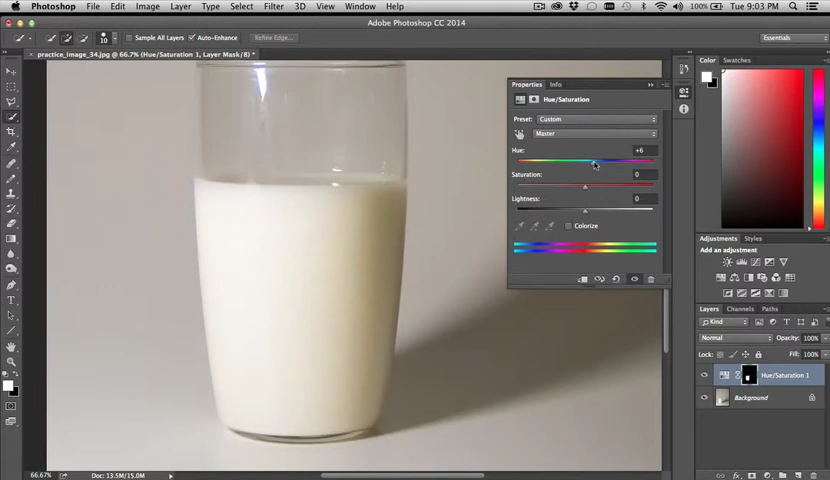 Photoshop File Edit Image Layer Type Select Filter 3D View Window Help 100% Tue 9:03 PM
Adobe Photoshop CC 2014
10 Sample All Layers Auto-Enhance Refine Edge... Essentials
practice_image_34.jpg @ 66.7% (Hue/Saturation 1, Layer Mask/8) *
Properties Info
Hue/Saturation
Preset: Custom
Master
Hue: +6
Saturation: 0
Lightness: 0
Colorize
Color Swatches
Adjustments Styles
Layers Channels Paths
Kind
Normal Opacity: 100%
Lock: Fill: 100%
Hue/Saturation 1
Background
66.67% Doc: 13.5M/15.0M